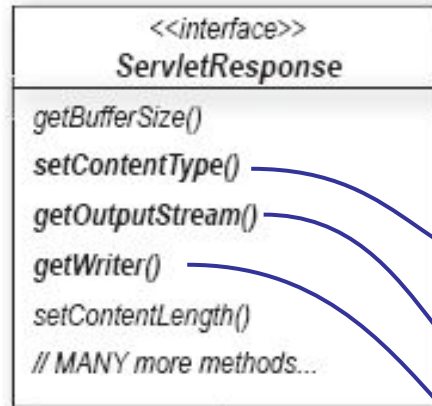 <<interface>>
ServletResponse
getBufferSize()
setContentType()
getOutputStream()
getWriter()
setContentLength()
// MANY more methods...